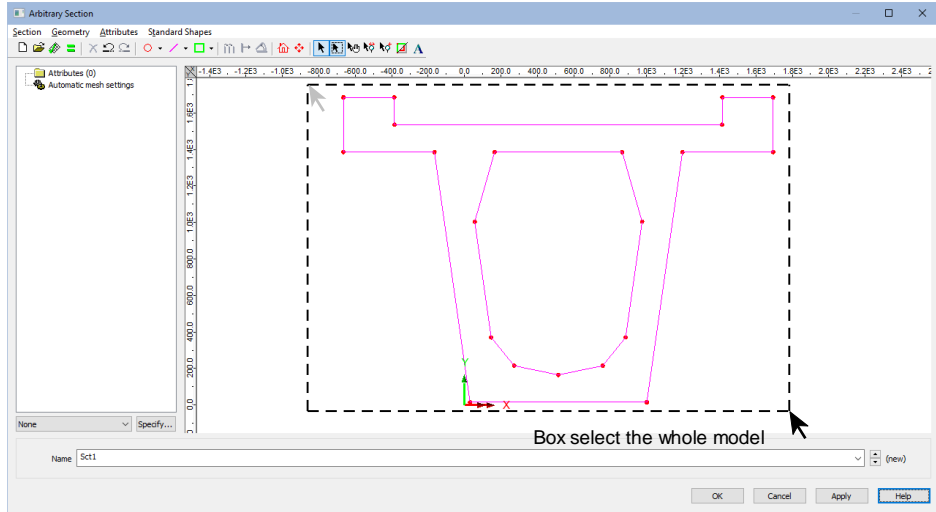 Arbitrary Section
Section Geometry Attributes Standard Shapes
Attributes (0)
Automatic mesh settings
-1.4E3 . -1.2E3 . -1.0E3 . -800.0 . -600.0 . -400.0 . -200.0 . 0.0 . 200.0 . 400.0 . 600.0 . 800.0 . 1.0E3 . 1.2E3 . 1.4E3 . 1.6E3 . 1.8E3 . 2.0E3 . 2.2E3 . 2.4E3 .
1.6E3
1.4E3
1.2E3
1.0E3
800.0
600.0
400.0
200.0
0.0
Y
X
None
Specify...
Box select the whole model
Name
Sct1
(new)
OK
Cancel
Apply
Help